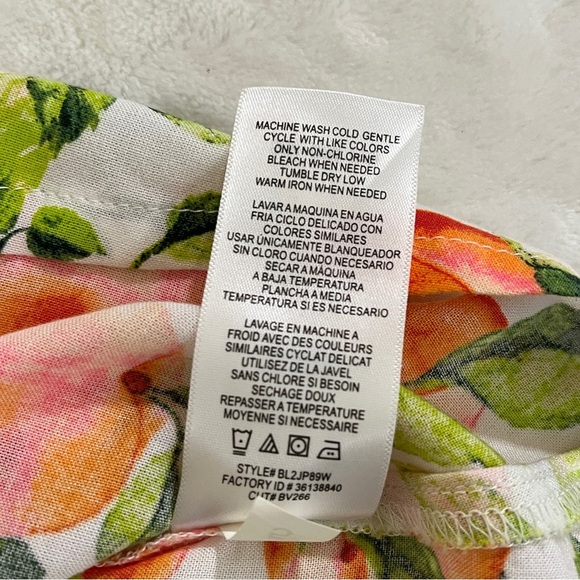 MACHINE WASH COLD GENTLE
CYCLE WITH LIKE COLORS
ONLY NON-CHLORINE
BLEACH WHEN NEEDED
TUMBLE DRY LOW
WARM IRON WHEN NEEDED
LAVAR A MAQUINA EN AGUA
FRIA CICLO DELICADO CON
COLORES SIMILARES
USAR ÚNICAMENTE BLANQUEADOR
SIN CLORO CUANDO NECESARIO
SECAR A MÁQUINA
A BAJA TEMPERATURA
PLANCHA A MEDIA
TEMPERATURA SI ES NECESARIO
LAVAGE EN MACHINE A
FROID AVEC DES COULEURS
SIMILAIRES CYCLAT DELICAT
UTILISEZ DE LA JAVEL
SANS CHLORE SI BESOIN
SECHAGE DOUX
REPASSER A TEMPERATURE
MOYENNE SI NECESSAIRE
STYLE# BL2JP89W
FACTORY ID # 36138840
CUT# BV266